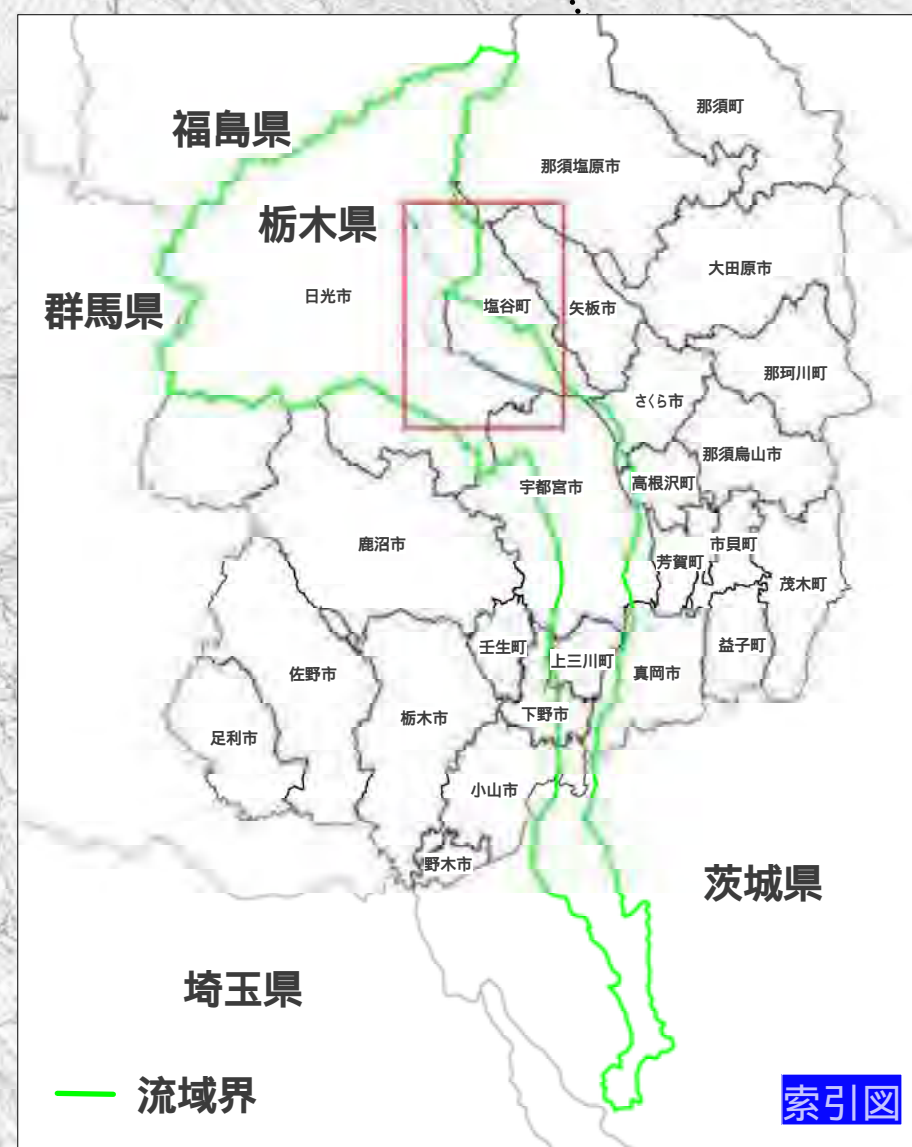 福島県
那須町
那須塩原市
栃木県
大田原市
日光市
群馬県
塩谷町
矢板市
那珂川町
さくら市
那須烏山市
高根沢町
宇都宮市
鹿沼市
市貝町
芳賀町
茂木町
壬生町
上三川町
益子町
真岡市
佐野市
下野市
栃木市
足利市
小山市
野木市
茨城県
埼玉県
流域界
索引図